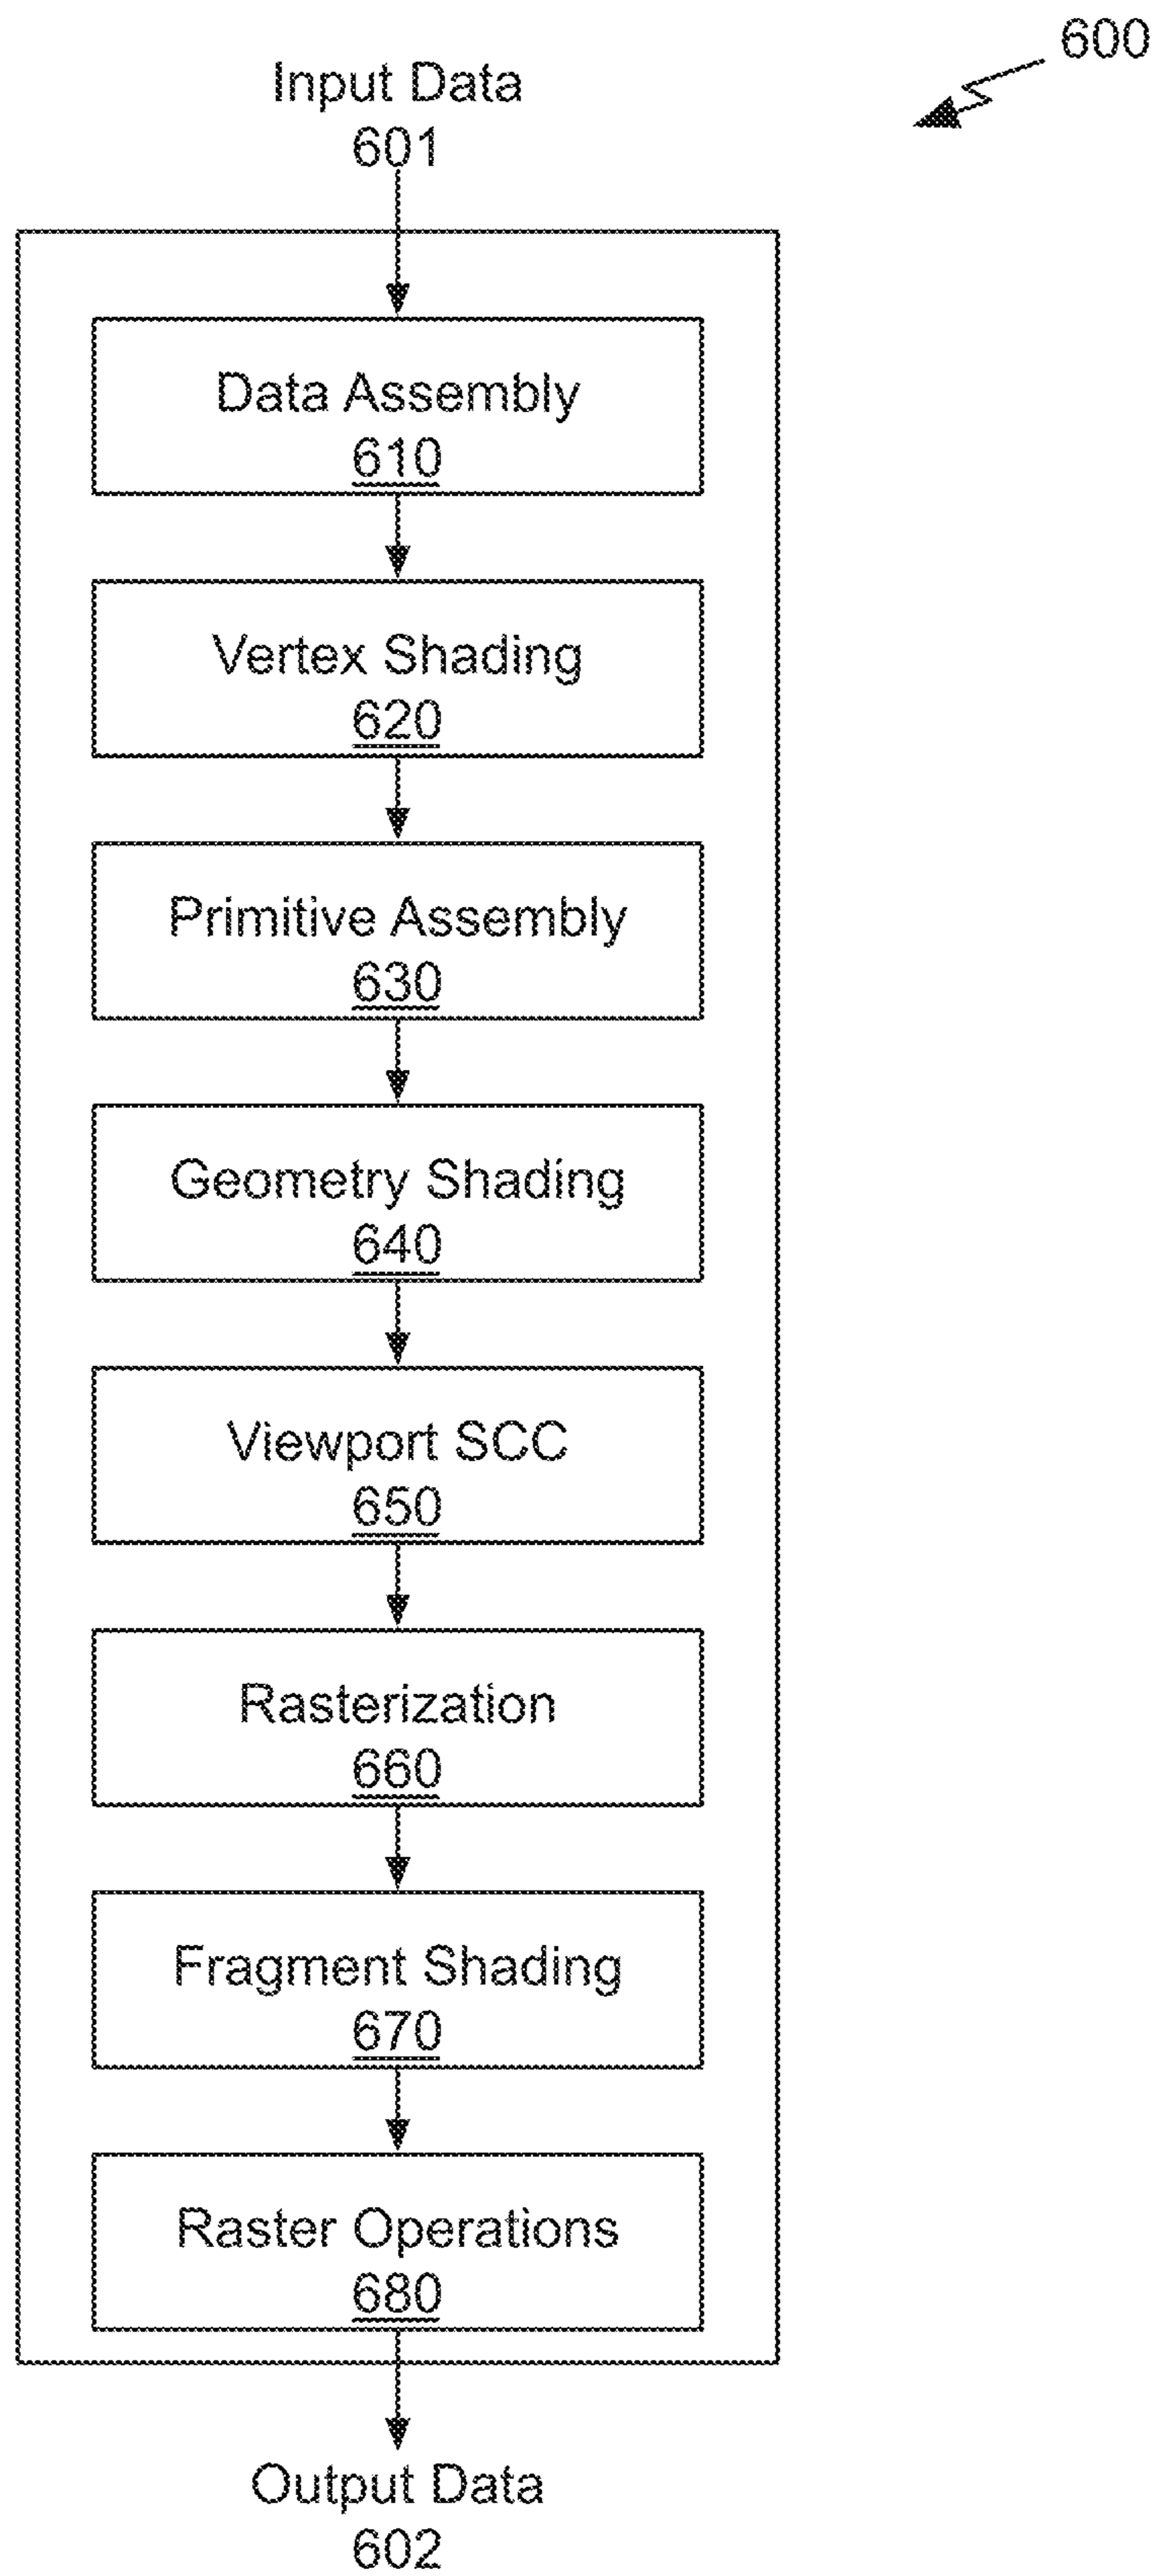 600
Input Data
601
Data Assembly
610
Vertex Shading
620
Primitive Assembly
630
Geometry Shading
640
Viewport SCC
650
Rasterization
660
Fragment Shading
670
Raster Operations
680
Output Data
602